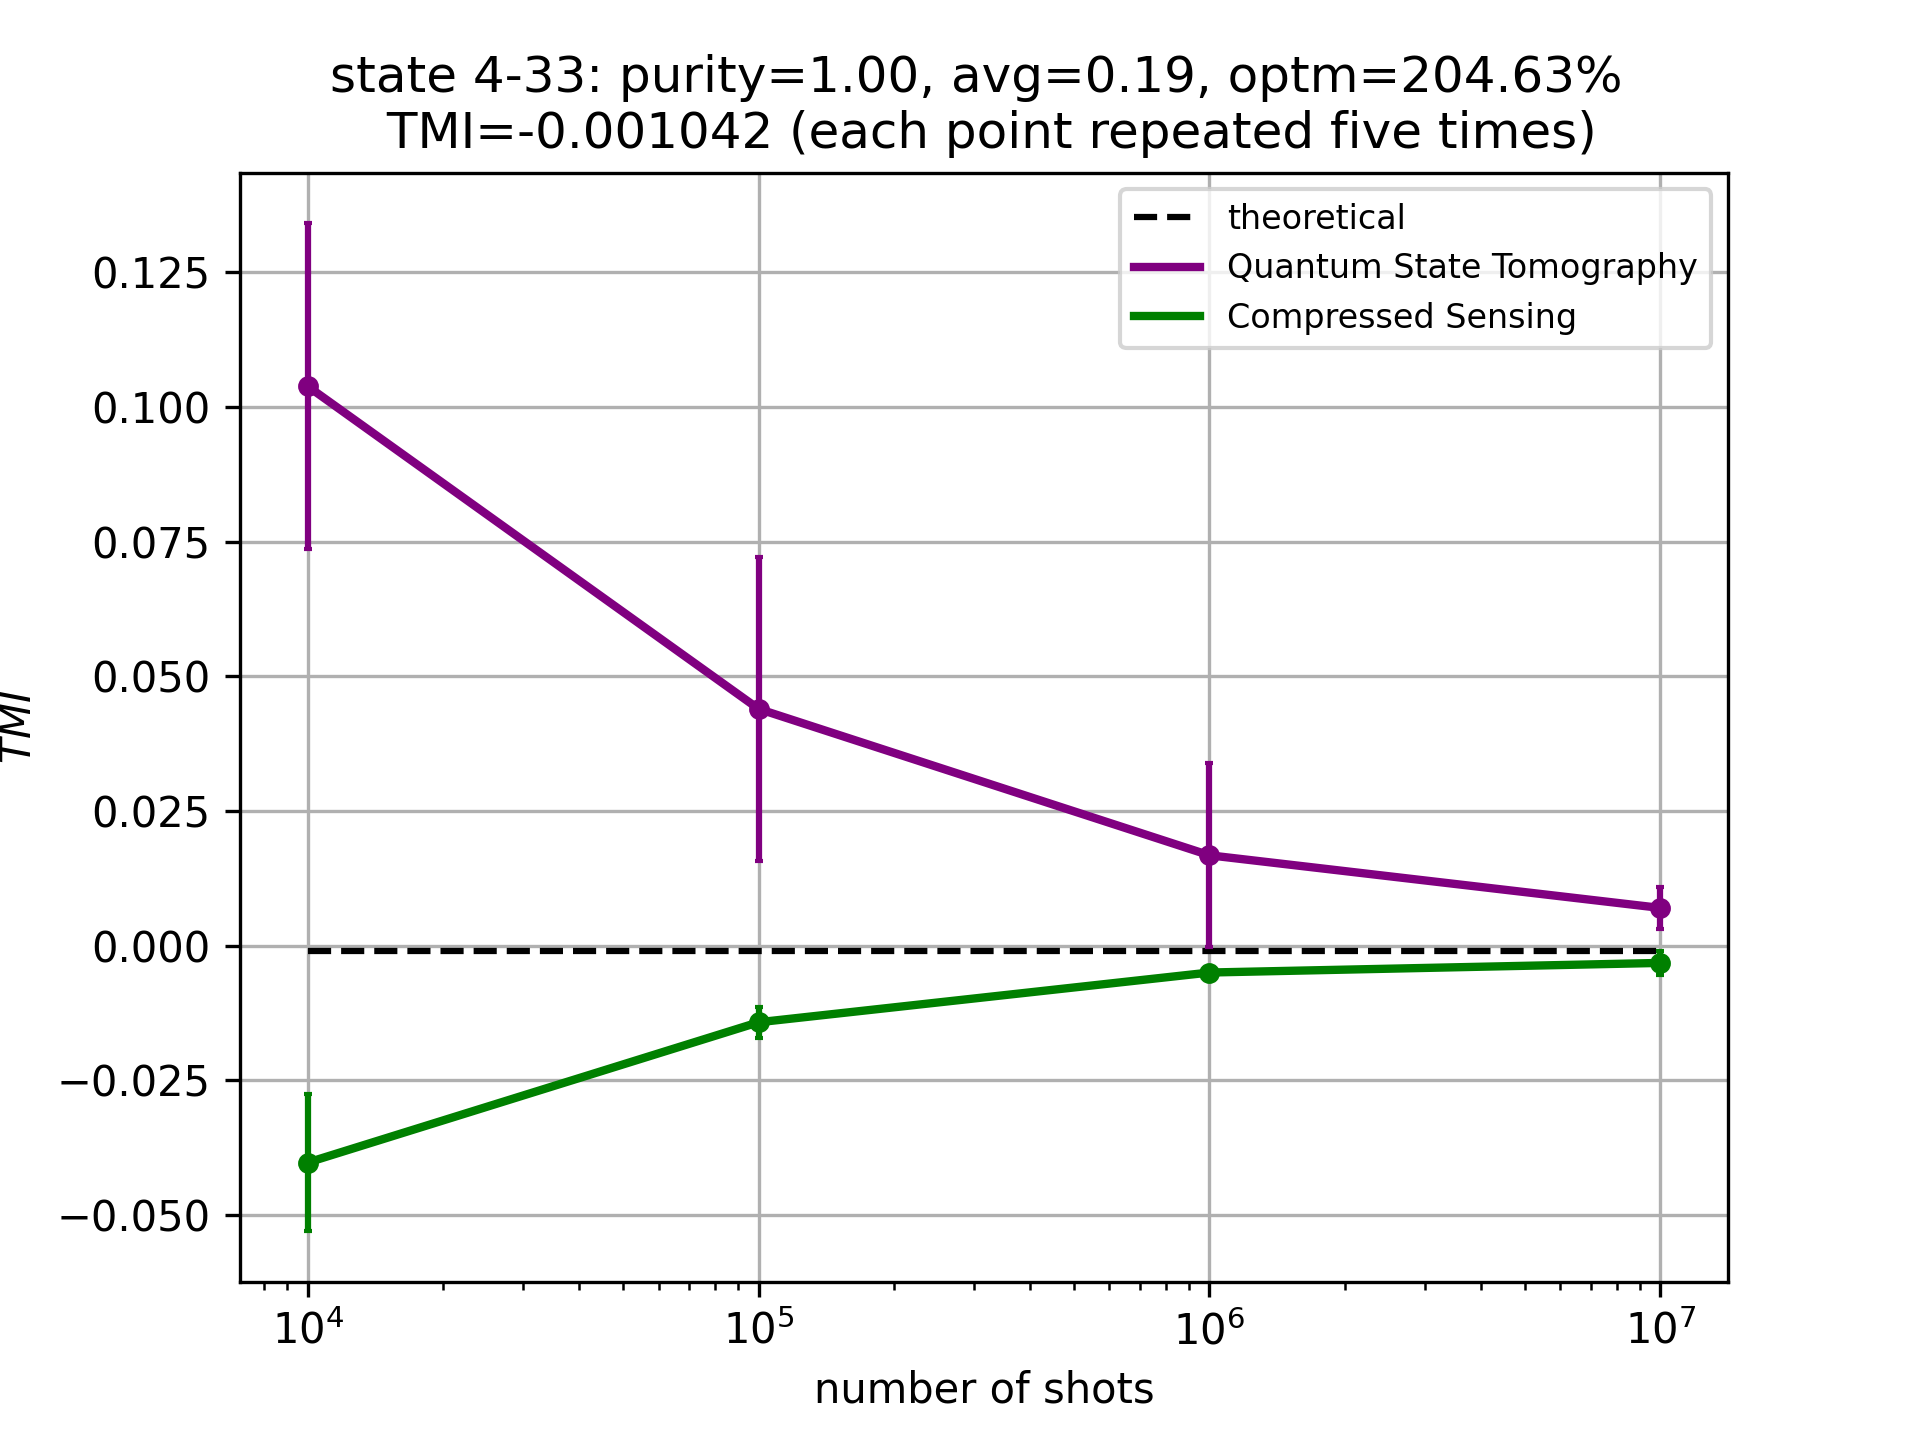 state 4-33: purity=1.00, avg=0.19, optm=204.63%
TMI=-0.001042 (each point repeated five times)
theoretical
Quantum State Tomography
Compressed Sensing
0.125
0.100
0.075
0.050
0.025
0.000
−0.025
−0.050
TMI
10⁴ 10⁵ 10⁶ 10⁷
number of shots